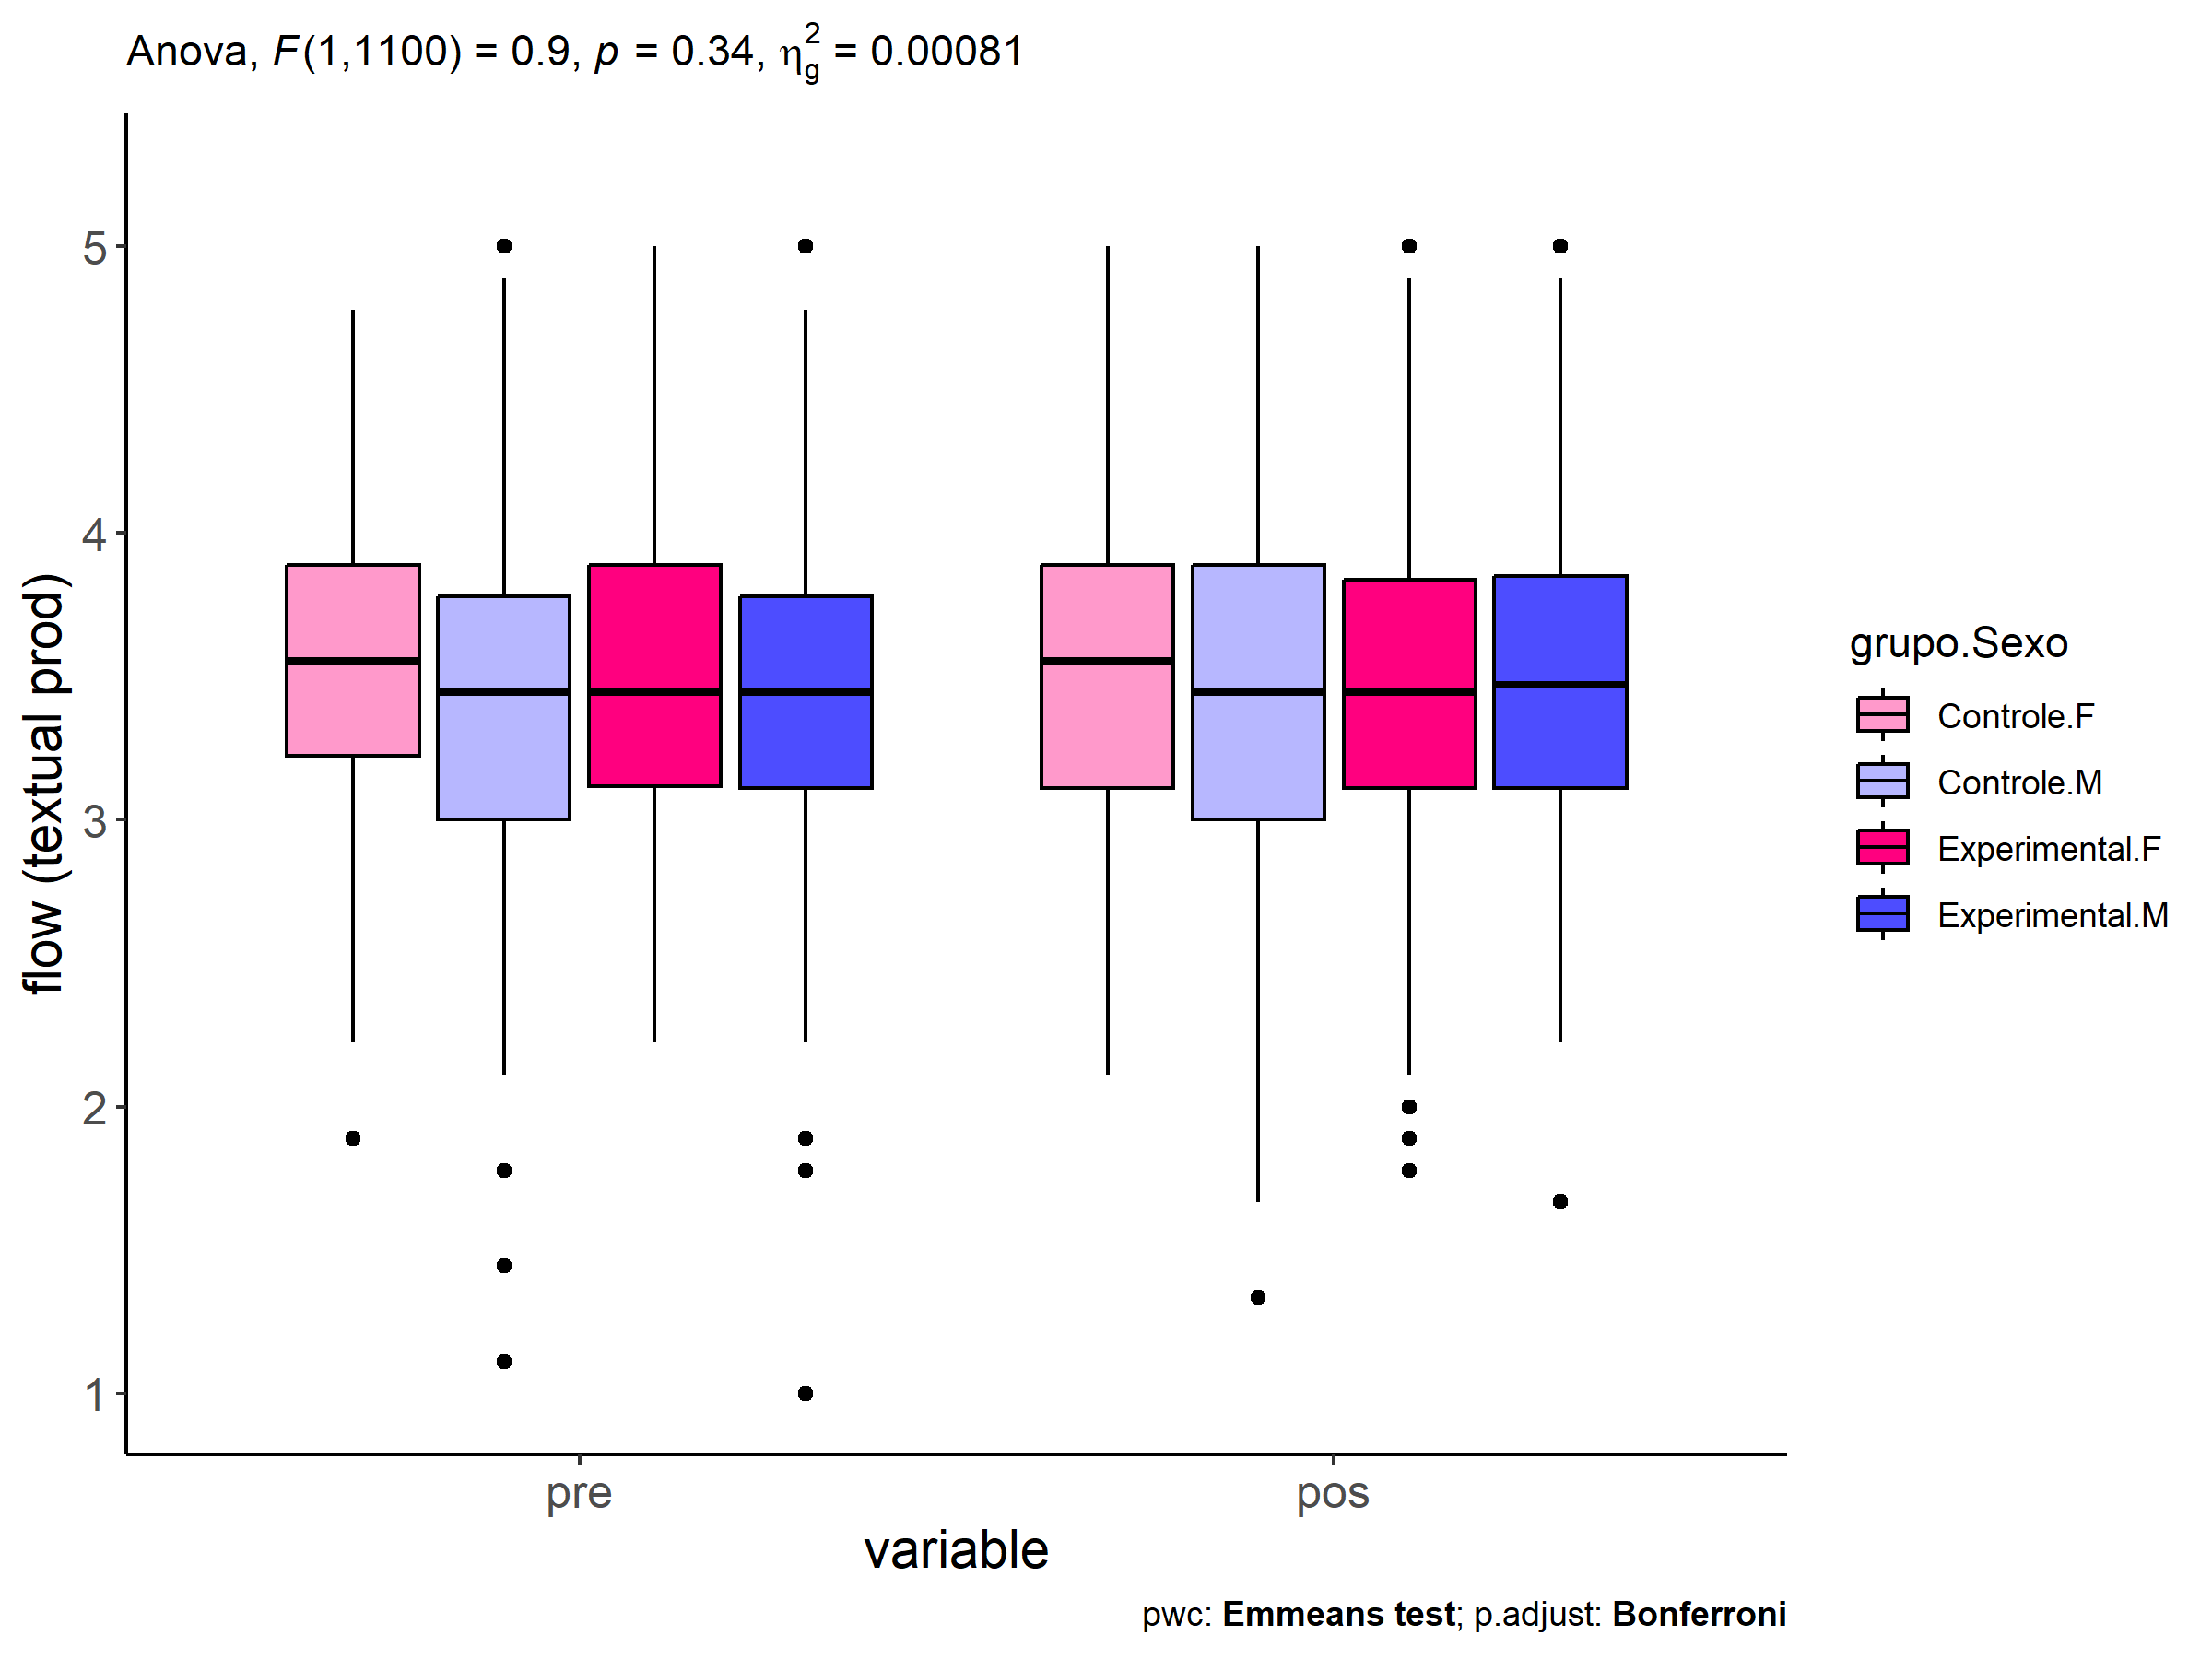 Anova, F(1,1100) = 0.9, p = 0.34, η²g = 0.00081
5
4
3
2
1
flow (textual prod)
pre
pos
variable
grupo.Sexo
Controle.F
Controle.M
Experimental.F
Experimental.M
pwc: Emmeans test; p.adjust: Bonferroni